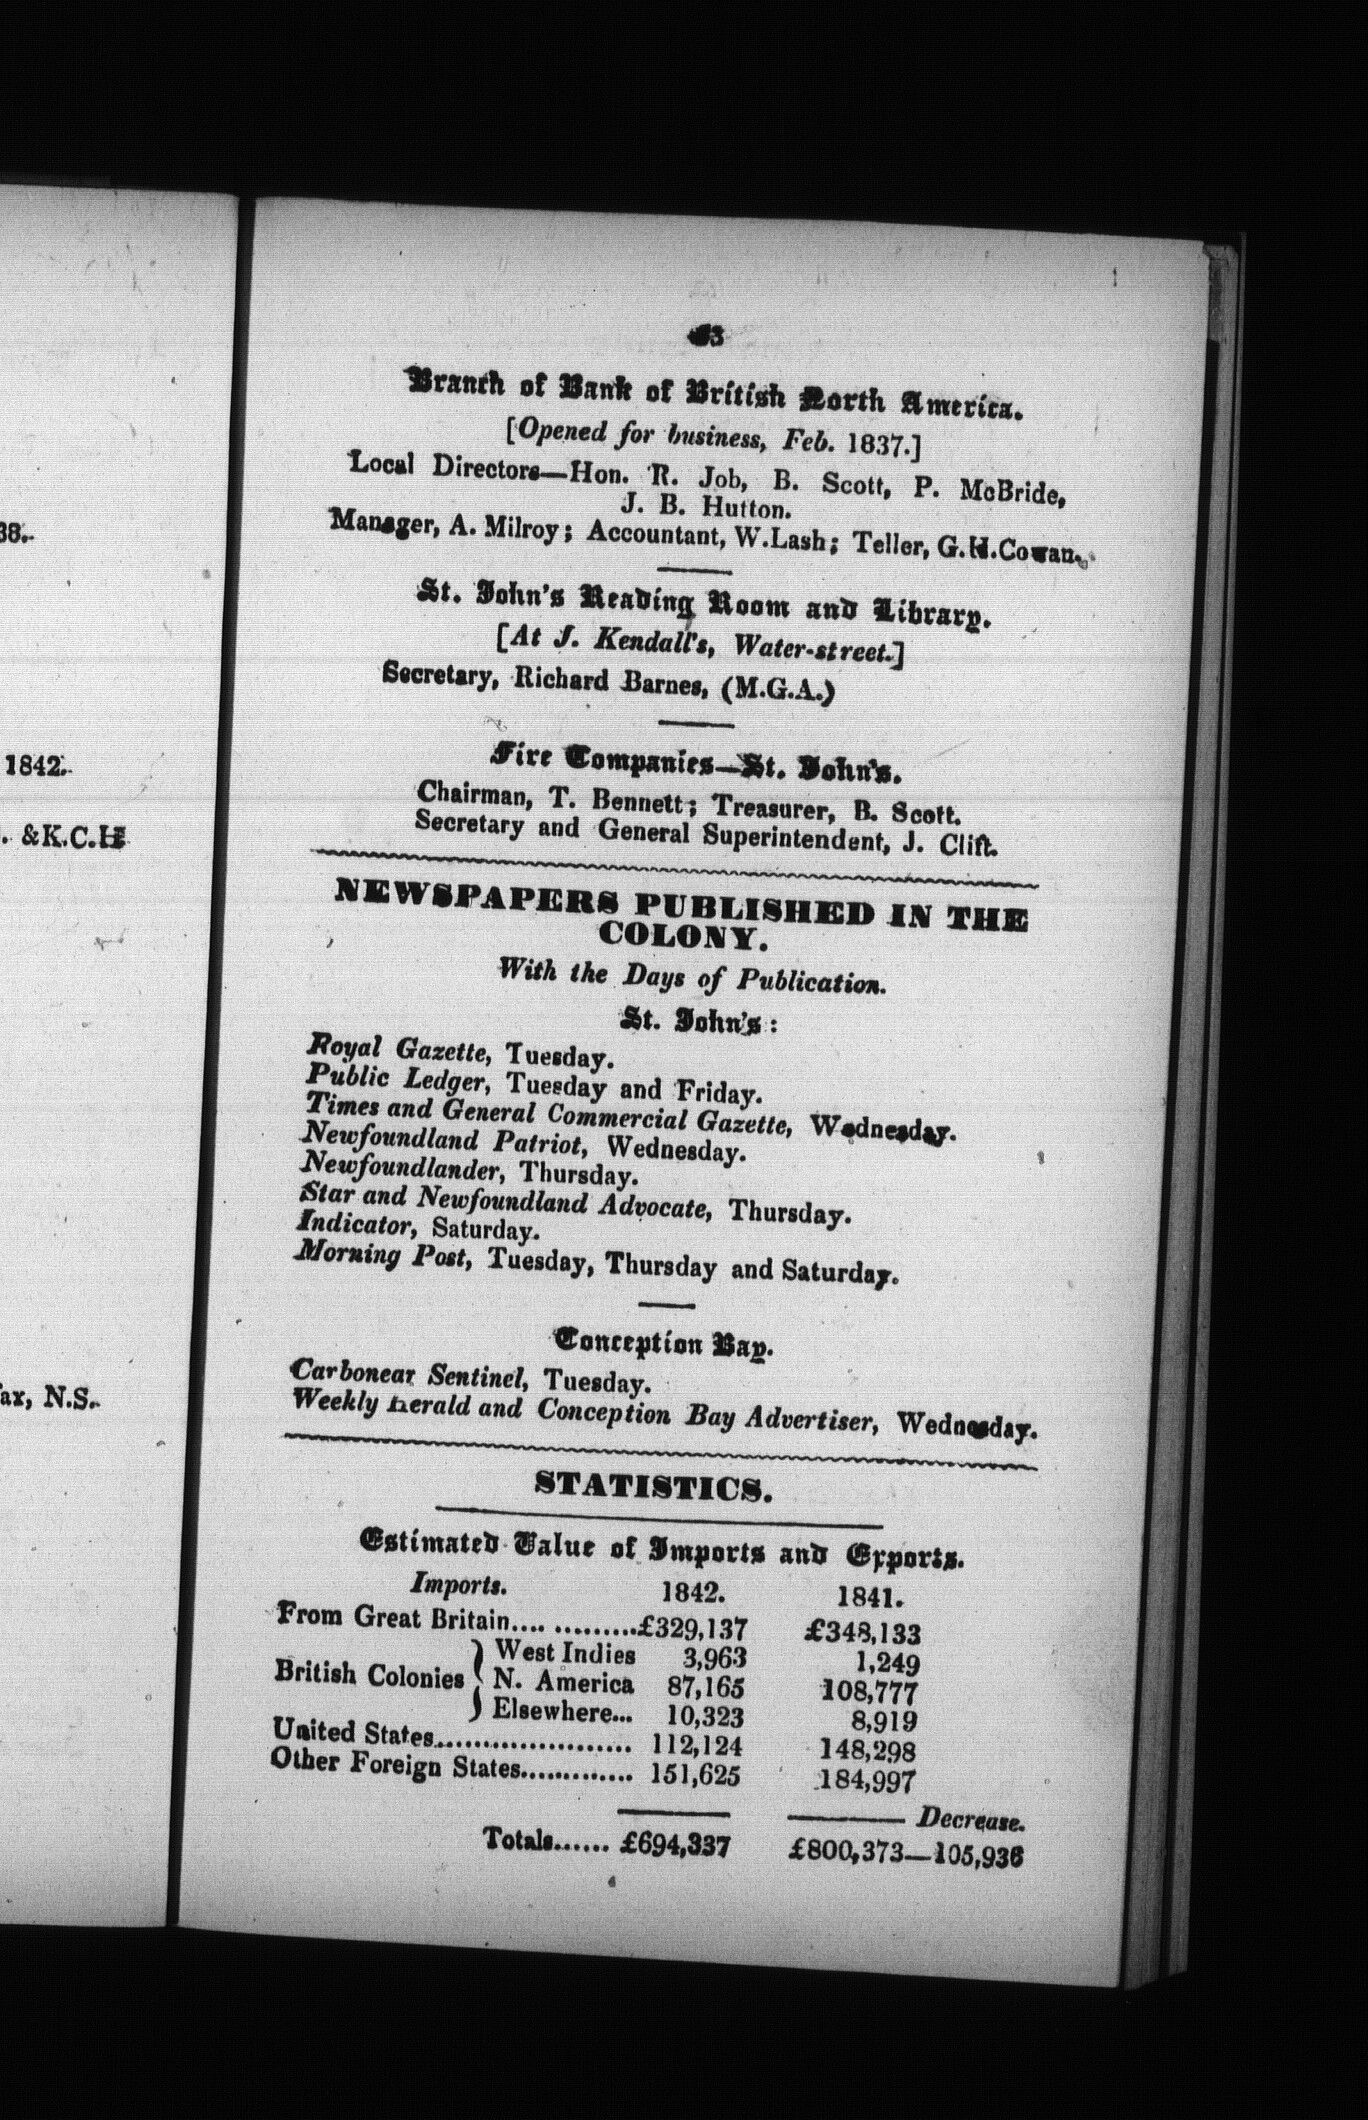 38.
1842.
. & K.C.H
ax, N.S.
Branch of Bank of British North America.
[Opened for business, Feb. 1837.]
Local Directors—Hon. R. Job, B. Scott, P. McBride,
J. B. Hutton.
Manager, A. Milroy; Accountant, W. Lash; Teller, G. H. Cowan.
St. John's Reading Room and Library.
[At J. Kendall's, Water-street.]
Secretary, Richard Barnes, (M.G.A.)
Fire Companies—St. John's.
Chairman, T. Bennett; Treasurer, B. Scott.
Secretary and General Superintendent, J. Clift.
NEWSPAPERS PUBLISHED IN THE
COLONY.
With the Days of Publication.
St. John's:
Royal Gazette, Tuesday.
Public Ledger, Tuesday and Friday.
Times and General Commercial Gazette, Wednesday.
Newfoundland Patriot, Wednesday.
Newfoundlander, Thursday.
Star and Newfoundland Advocate, Thursday.
Indicator, Saturday.
Morning Post, Tuesday, Thursday and Saturday.
Conception Bay.
Carbonear Sentinel, Tuesday.
Weekly Herald and Conception Bay Advertiser, Wednesday.
STATISTICS.
Estimated Value of Imports and Exports.
Imports. 1842. 1841.
From Great Britain.............£329,137 £348,133
West Indies 3,963 1,249
British Colonies N. America 87,165 108,777
Elsewhere... 10,323 8,919
United States..................... 112,124 148,298
Other Foreign States............. 151,625 184,997
Decrease.
Totals...... £694,337 £800,373—105,936